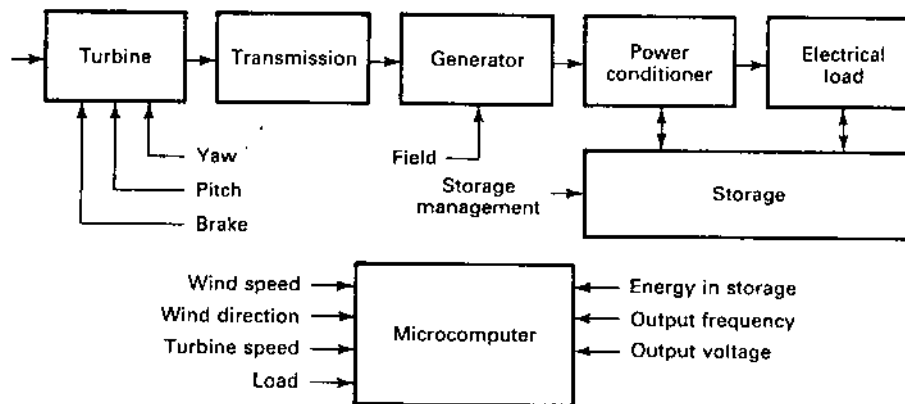 Turbine
Transmission
Generator
Power
conditioner
Electrical
load
Yaw
Pitch
Brake
Field
Storage
management
Storage
Wind speed
Wind direction
Turbine speed
Load
Microcomputer
Energy in storage
Output frequency
Output voltage